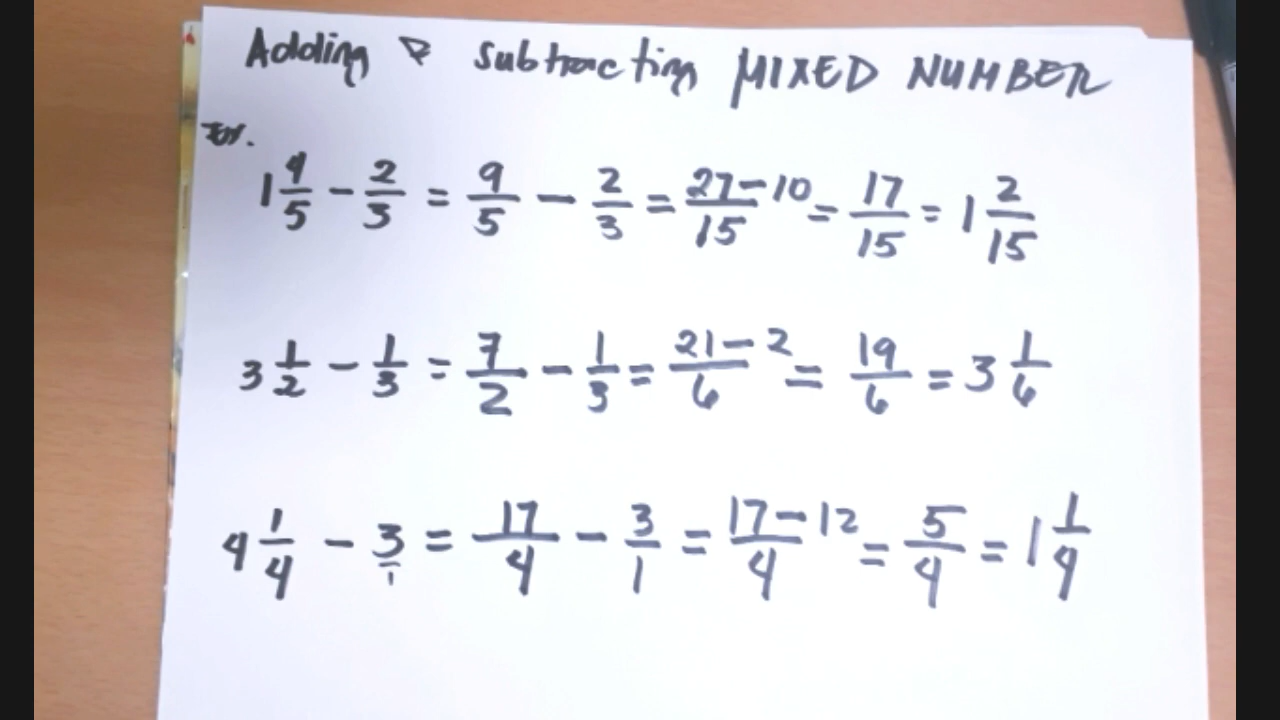 Adding & Subtracting MIXED NUMBER
Ex.
1 4/5 - 2/3 = 9/5 - 2/3 = 27-10/15 = 17/15 = 1 2/15
3 1/2 - 1/3 = 7/2 - 1/3 = 21-2/6 = 19/6 = 3 1/6
4 1/4 - 3/1 = 17/4 - 3/1 = 17-12/4 = 5/4 = 1 1/4